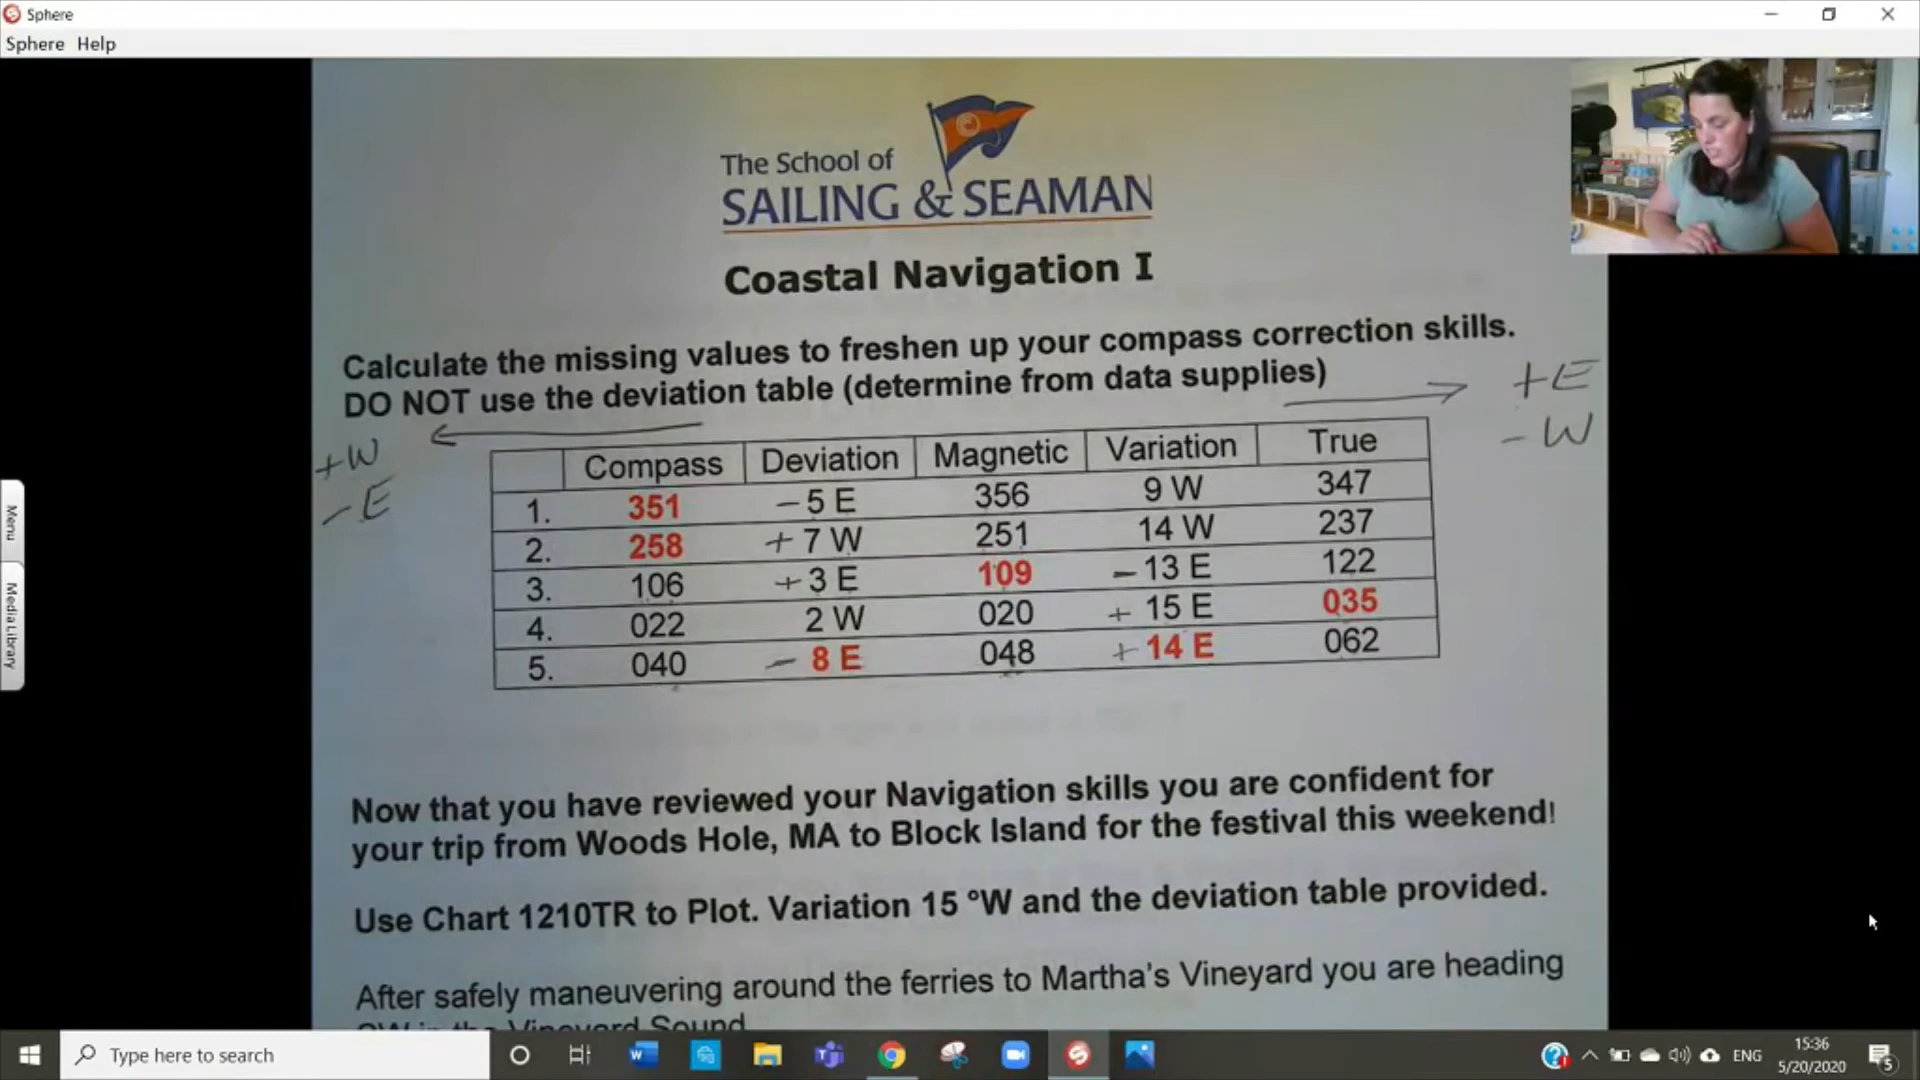 Sphere
Sphere Help
The School of
SAILING & SEAMAN
Coastal Navigation I
Calculate the missing values to freshen up your compass correction skills.
DO NOT use the deviation table (determine from data supplies)
+E
-W
+W
-E
Compass Deviation Magnetic Variation True
1. 351 -5 E 356 9 W 347
2. 258 +7 W 251 14 W 237
3. 106 +3 E 109 -13 E 122
4. 022 2 W 020 + 15 E 035
5. 040 - 8 E 048 + 14 E 062
Now that you have reviewed your Navigation skills you are confident for
your trip from Woods Hole, MA to Block Island for the festival this weekend!
Use Chart 1210TR to Plot. Variation 15 °W and the deviation table provided.
After safely maneuvering around the ferries to Martha's Vineyard you are heading
Vineyard Sound
Menu
Media Library
Type here to search
ENG
15:36
5/20/2020
5